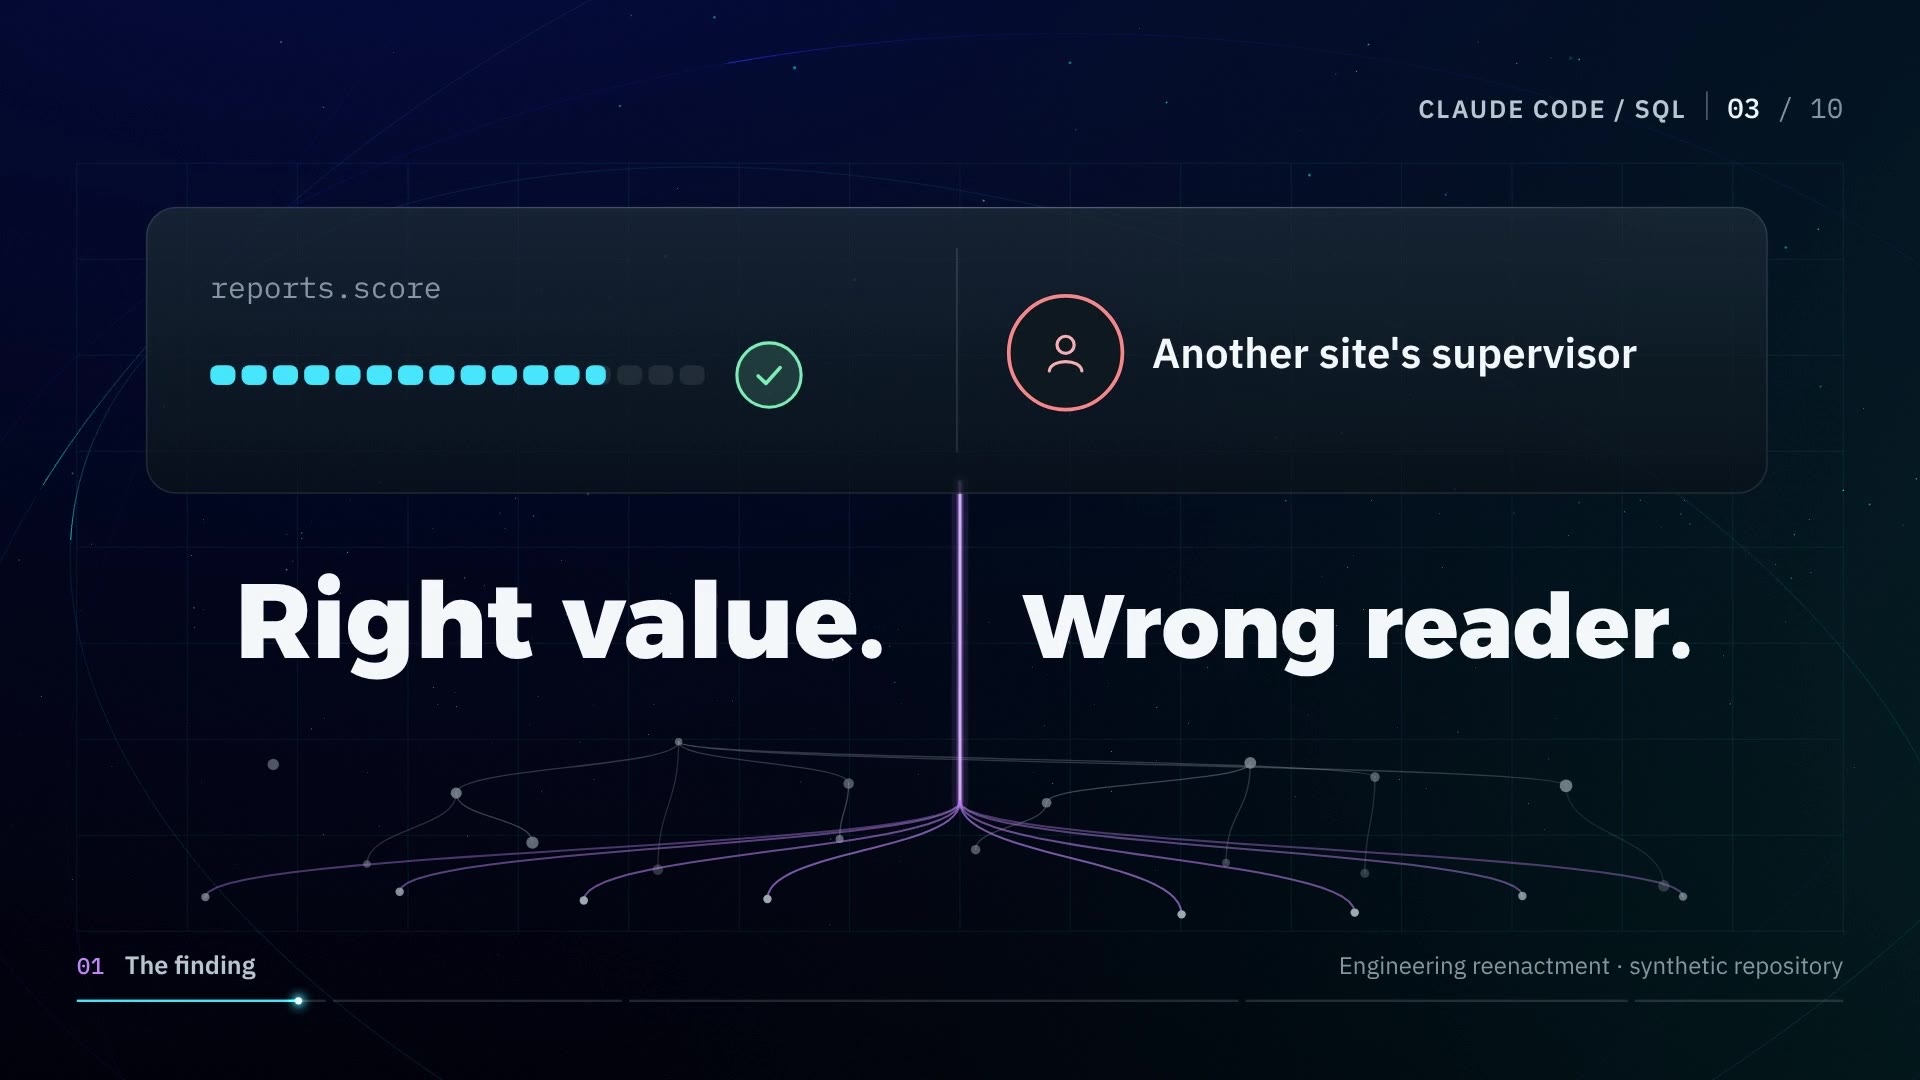 CLAUDE CODE / SQL 03 / 10
reports.score
Another site's supervisor
Right value. Wrong reader.
01 The finding
Engineering reenactment · synthetic repository